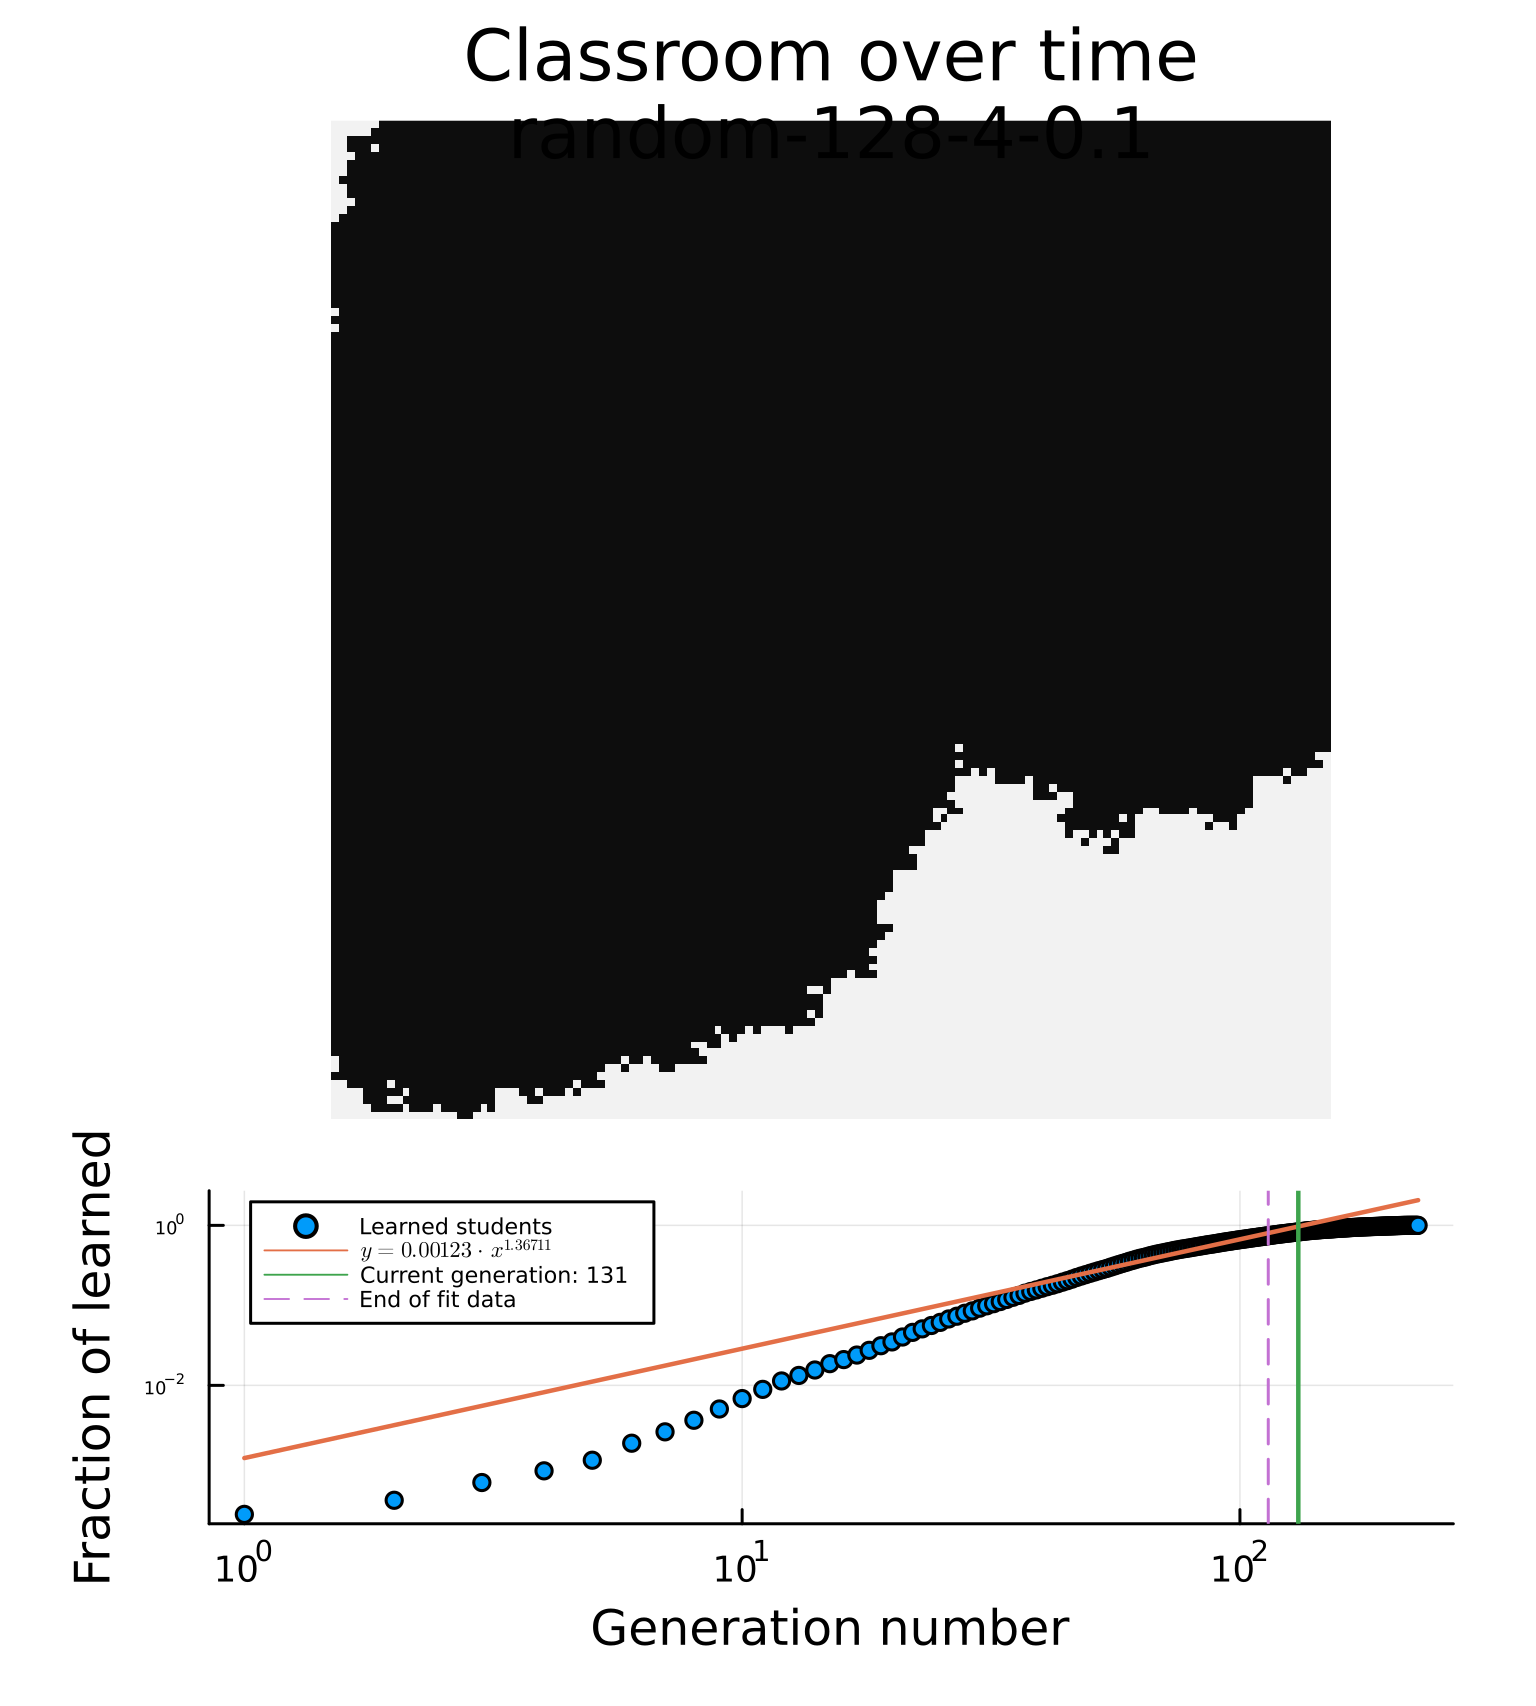 Classroom over time
random-128-4-0.1
Fraction of learned
10⁰
10⁻²
Learned students
y = 0.00123 · x^1.36711
Current generation: 131
End of fit data
10⁰
10¹
10²
Generation number